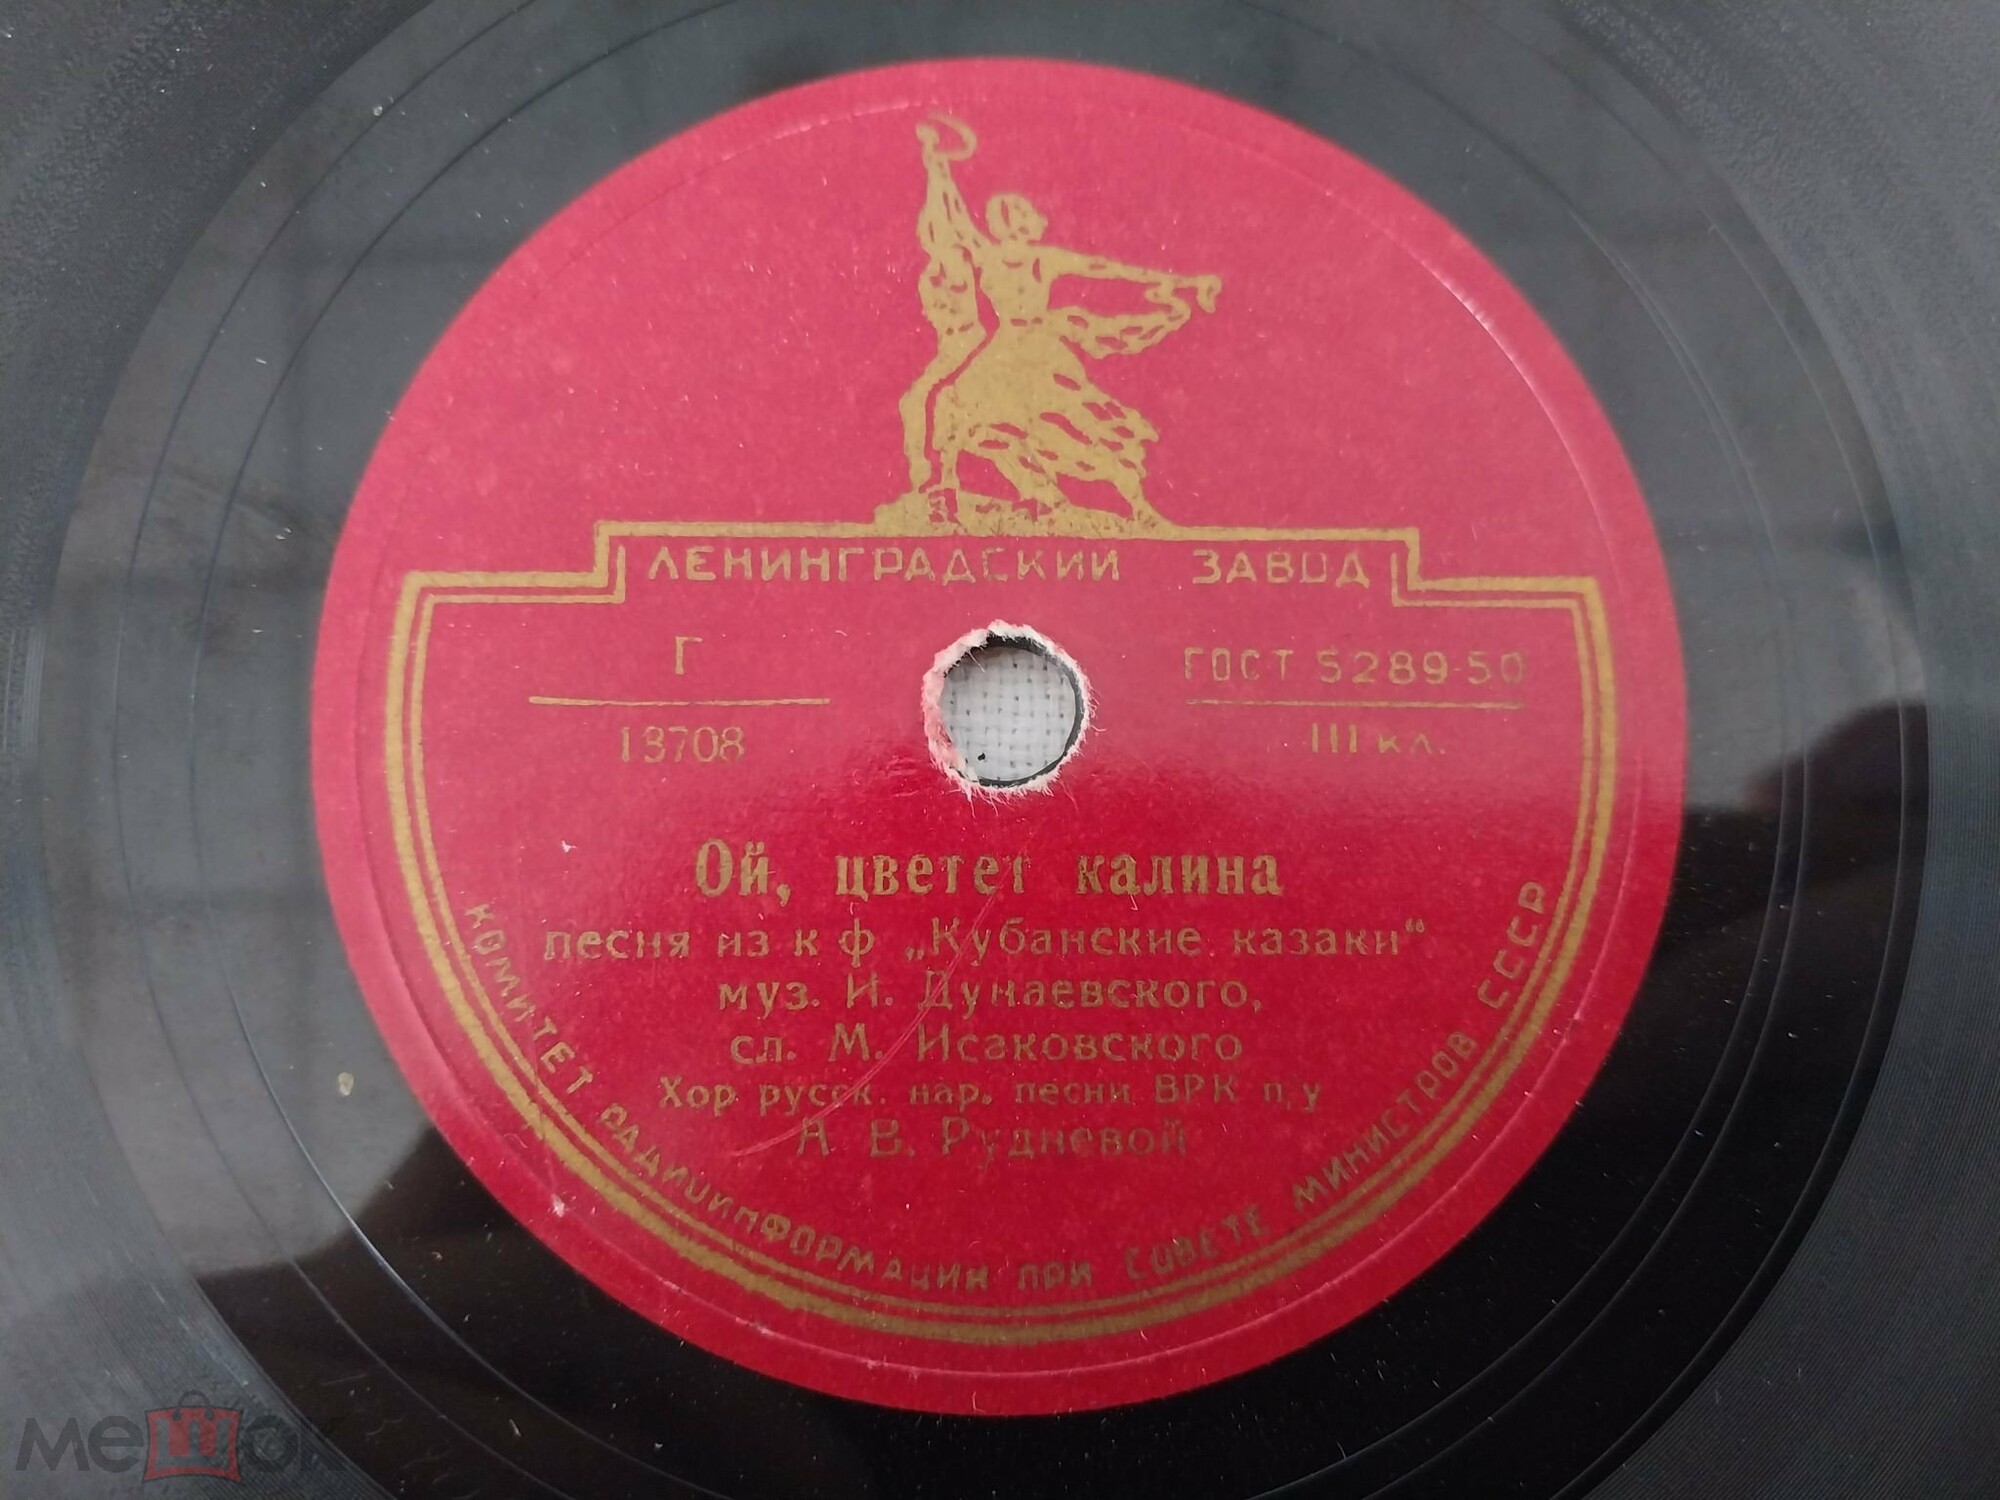 ЛЕНИНГРАДСКИЙ ЗАВОД
Г
13708
ГОСТ 5289-50
III кл.
Ой, цветет калина
песня из к ф „Кубанские казаки“
муз. И. Дунаевского,
сл. М. Исаковского
Хор русск. нар. песни ВРК п/у
А В. Рудневой
КОМИТЕТ РАДИОИНФОРМАЦИИ ПРИ СОВЕТЕ МИНИСТРОВ СССР
мешок